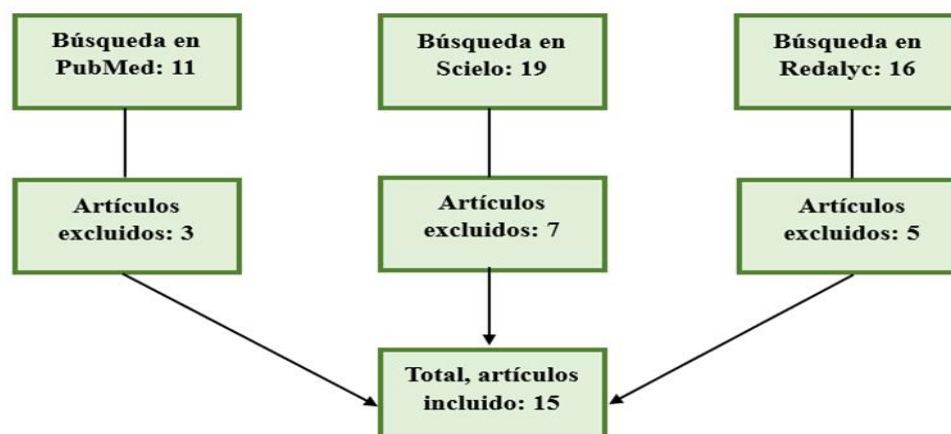 Búsqueda en
PubMed: 11
Búsqueda en
Scielo: 19
Búsqueda en
Redalyc: 16
Artículos
excluidos: 3
Artículos
excluidos: 7
Artículos
excluidos: 5
Total, artículos
incluido: 15